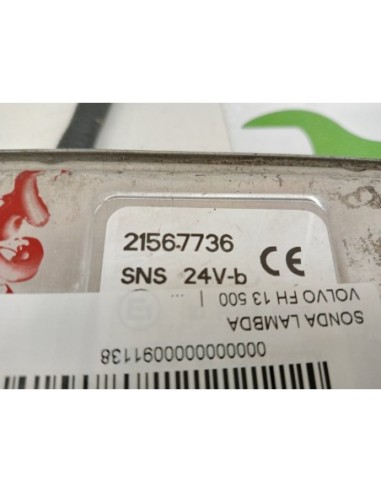 21567736
SNS 24V-b
CE
...
SONDA LAMBDA
VOLVO FH 13 500 |
0000000000091138